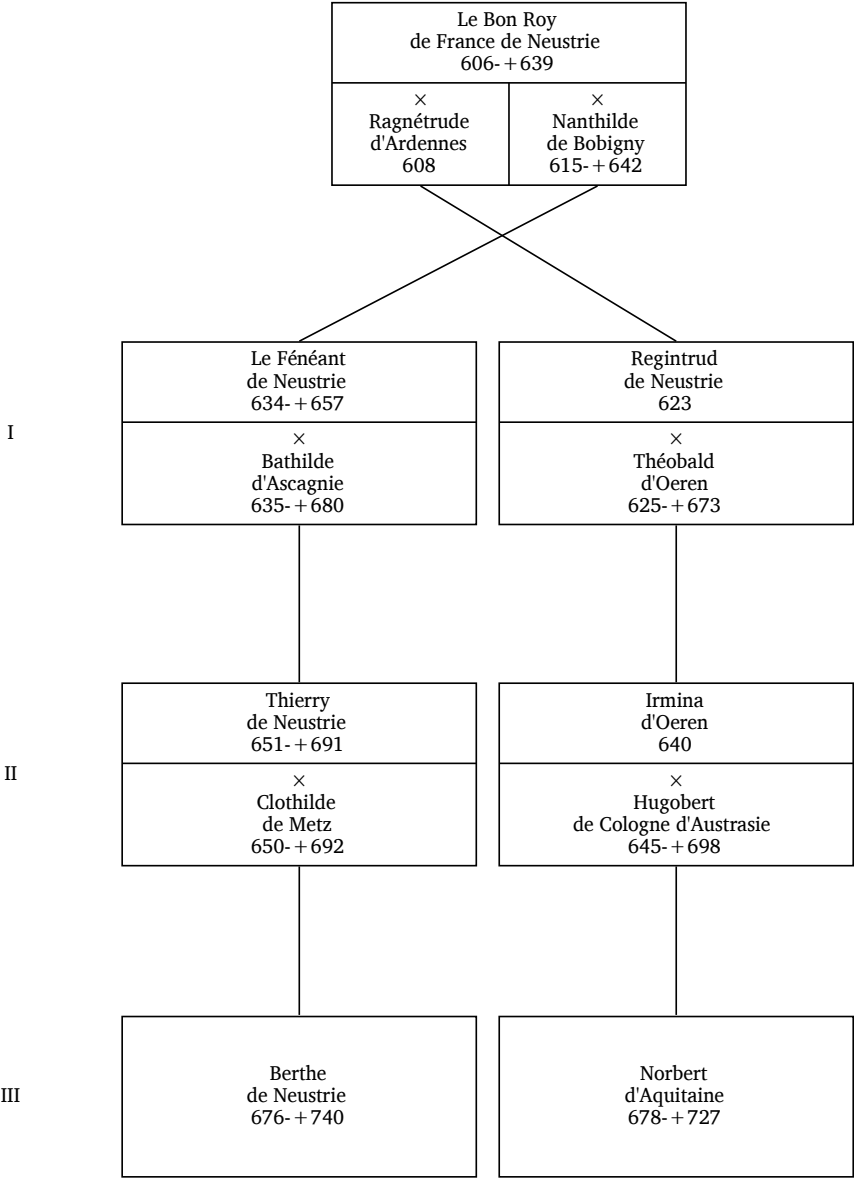 Le Bon Roy
de France de Neustrie
606-+639
×
Ragnétrude
d'Ardennes
608
×
Nanthilde
de Bobigny
615-+642
I
Le Fénéant
de Neustrie
634-+657
×
Bathilde
d'Ascagnie
635-+680
Regintrud
de Neustrie
623
×
Théobald
d'Oeren
625-+673
II
Thierry
de Neustrie
651-+691
×
Clothilde
de Metz
650-+692
Irmina
d'Oeren
640
×
Hugobert
de Cologne d'Austrasie
645-+698
III
Berthe
de Neustrie
676-+740
Norbert
d'Aquitaine
678-+727